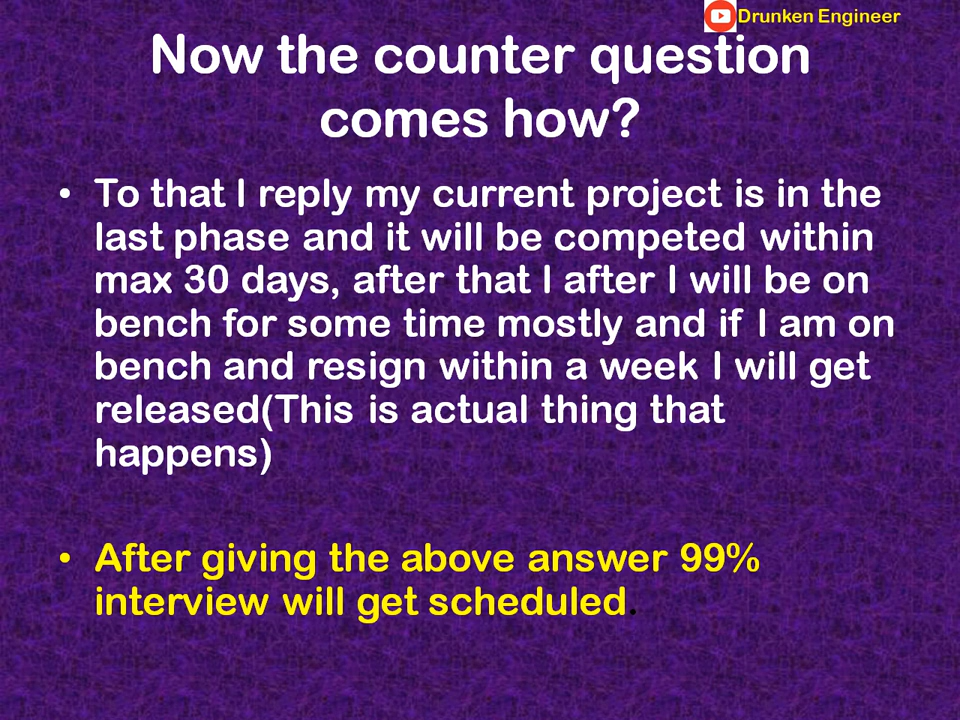 Drunken Engineer
Now the counter question
comes how?
• To that I reply my current project is in the
last phase and it will be competed within
max 30 days, after that I after I will be on
bench for some time mostly and if I am on
bench and resign within a week I will get
released(This is actual thing that
happens)
• After giving the above answer 99%
interview will get scheduled.